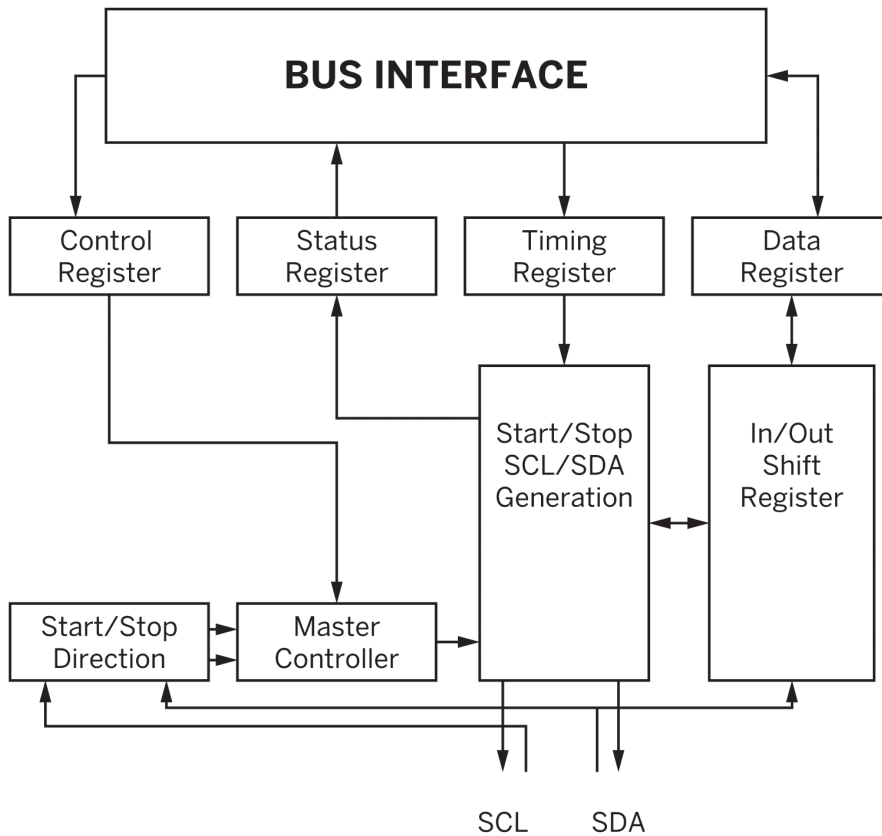 BUS INTERFACE
Control
Register
Status
Register
Timing
Register
Data
Register
Start/Stop
SCL/SDA
Generation
In/Out
Shift
Register
Start/Stop
Direction
Master
Controller
SCL
SDA